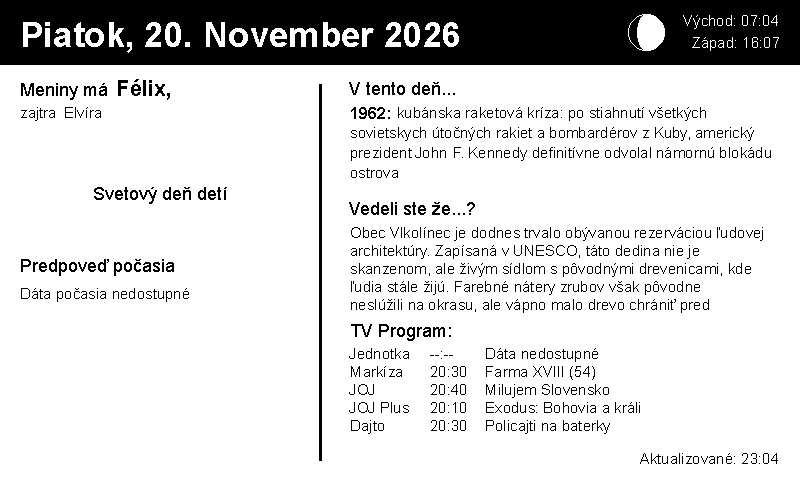 Piatok, 20. November 2026
Východ: 07:04
Západ: 16:07
Meniny má Félix,
zajtra Elvíra
Svetový deň detí
Predpoveď počasia
Dáta počasia nedostupné
V tento deň...
1962: kubánska raketová kríza: po stiahnutí všetkých
sovietskych útočných rakiet a bombardérov z Kuby, americký
prezident John F. Kennedy definitívne odvolal námornú blokádu
ostrova
Vedeli ste že...?
Obec Vlkolínec je dodnes trvalo obývanou rezerváciou ľudovej
architektúry. Zapísaná v UNESCO, táto dedina nie je
skanzenom, ale živým sídlom s pôvodnými drevenicami, kde
ľudia stále žijú. Farebné nátery zrubov však pôvodne
neslúžili na okrasu, ale vápno malo drevo chrániť pred
TV Program:
Jednotka --:-- Dáta nedostupné
Markíza 20:30 Farma XVIII (54)
JOJ 20:40 Milujem Slovensko
JOJ Plus 20:10 Exodus: Bohovia a králi
Dajto 20:30 Policajti na baterky
Aktualizované: 23:04